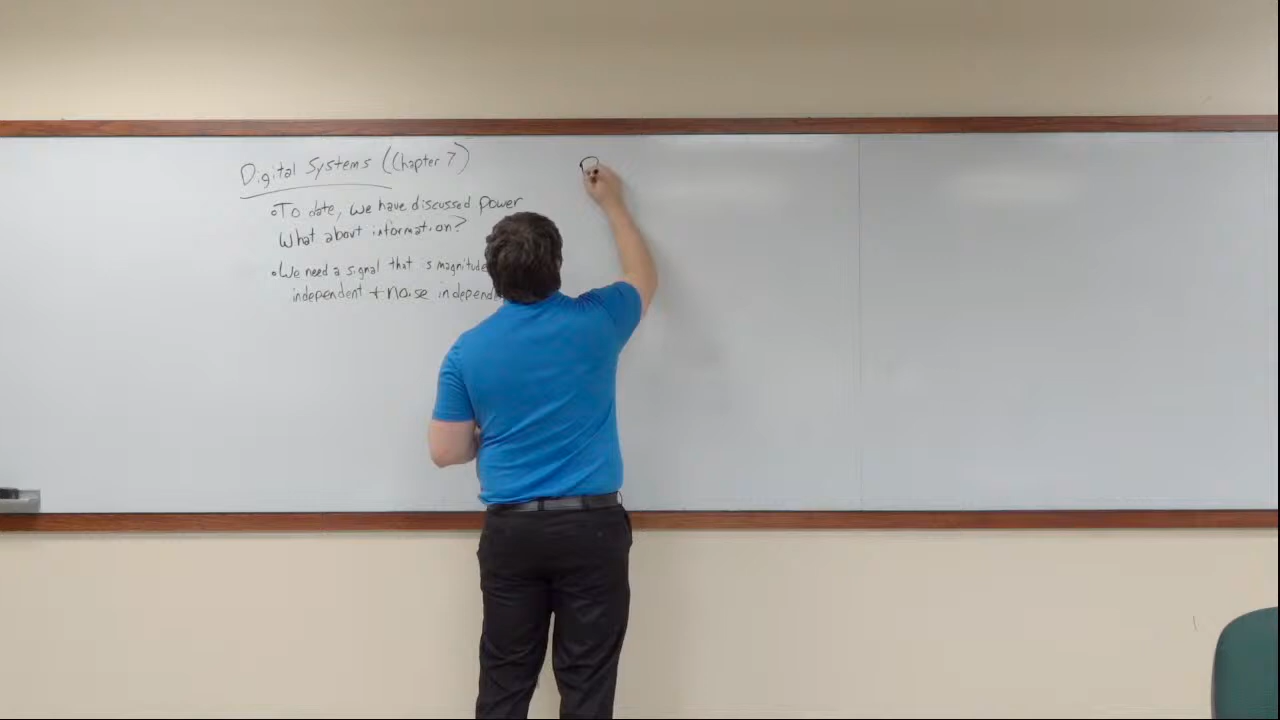 Digital Systems (Chapter 7)
• To date, we have discussed power
What about information?
• We need a signal that is magnitude
independent + noise independe